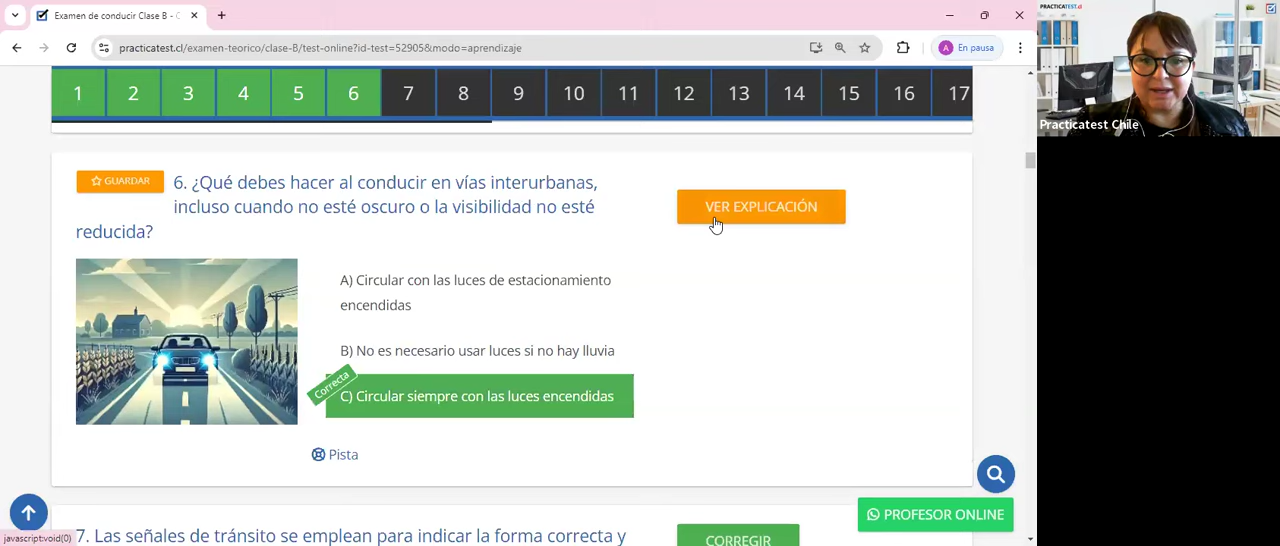 Examen de conducir Clase B - C
practicatest.cl/examen-teorico/clase-B/test-online?id-test=52905&modo=aprendizaje
A
En pausa
PRACTICATEST.CL
Practicatest Chile
1 2 3 4 5 6 7 8 9 10 11 12 13 14 15 16 17
GUARDAR
6. ¿Qué debes hacer al conducir en vías interurbanas,
incluso cuando no esté oscuro o la visibilidad no esté
reducida?
VER EXPLICACIÓN
A) Circular con las luces de estacionamiento
encendidas
B) No es necesario usar luces si no hay lluvia
Correcta
C) Circular siempre con las luces encendidas
Pista
PROFESOR ONLINE
7. Las señales de tránsito se emplean para indicar la forma correcta y
CORREGIR
javascript:void(0)